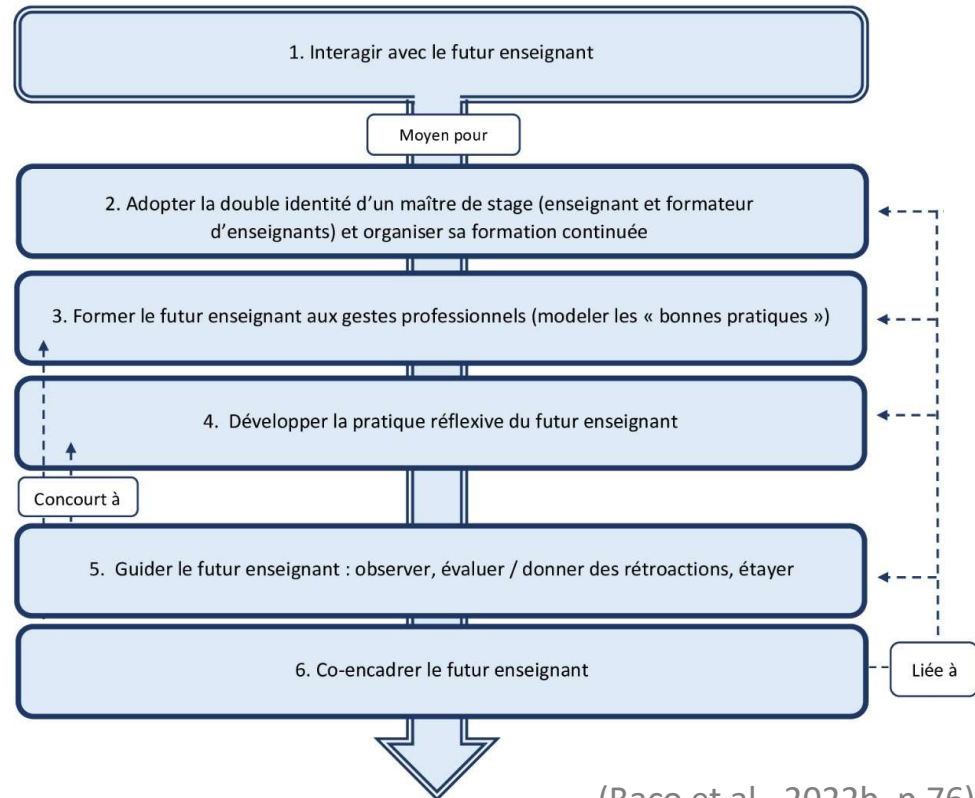 1. Interagir avec le futur enseignant
Moyen pour
2. Adopter la double identité d’un maître de stage (enseignant et formateur
d’enseignants) et organiser sa formation continuée
3. Former le futur enseignant aux gestes professionnels (modeler les « bonnes pratiques »)
4. Développer la pratique réflexive du futur enseignant
Concourt à
5. Guider le futur enseignant : observer, évaluer / donner des rétroactions, étayer
6. Co-encadrer le futur enseignant
Liée à
2022b, p.76)